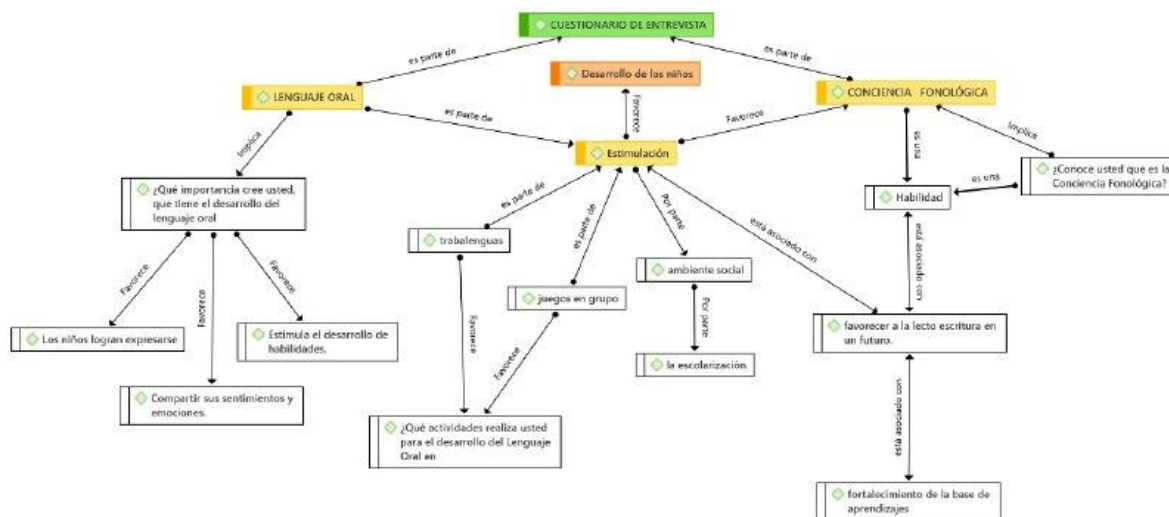 CUESTIONARIO DE ENTREVISTA
es parte de
es parte de
Desarrollo de los niños
LENGUAJE ORAL
CONCIENCIA FONOLÓGICA
es parte de
Favorece
Favorece
Estimulación
Implica
es una
Implica
¿Conoce usted que es la
Conciencia Fonológica?
es una
Habilidad
¿Qué importancia cree usted,
que tiene el desarrollo del
lenguaje oral
es parte de
es parte de
Por parte
está asociado con
está asociado con
trabalenguas
ambiente social
juegos en grupo
Favorece
Favorece
Favorece
Favorece
Favorece
Por parte
Los niños logran expresarse
Estimula el desarrollo de
habilidades.
favorecer a la lecto escritura en
un futuro.
la escolarización
Compartir sus sentimientos y
emociones.
¿Qué actividades realiza usted
para el desarrollo del Lenguaje
Oral en
está asociado con
fortalecimiento de la base de
aprendizajes